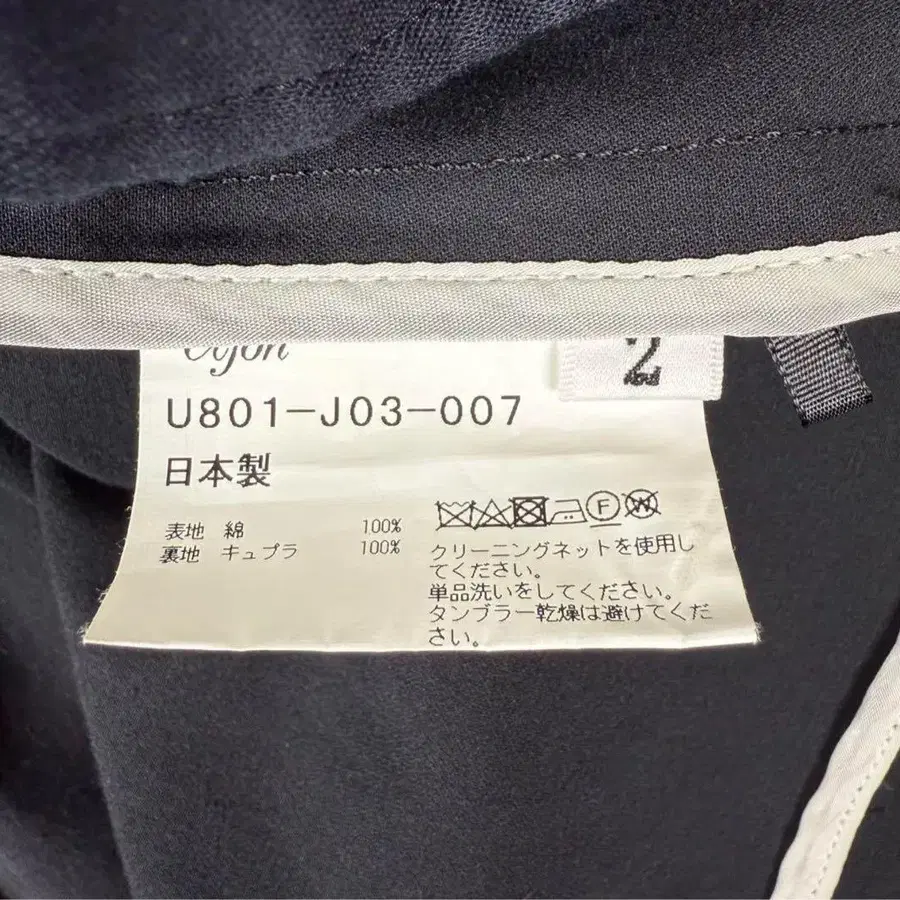 2
U801-J03-007
日本製
表地 綿 100%
裏地 キュプラ 100%
クリーニングネットを使用し
てください。
単品洗いをしてください。
タンブラー乾燥は避けてくだ
さい。